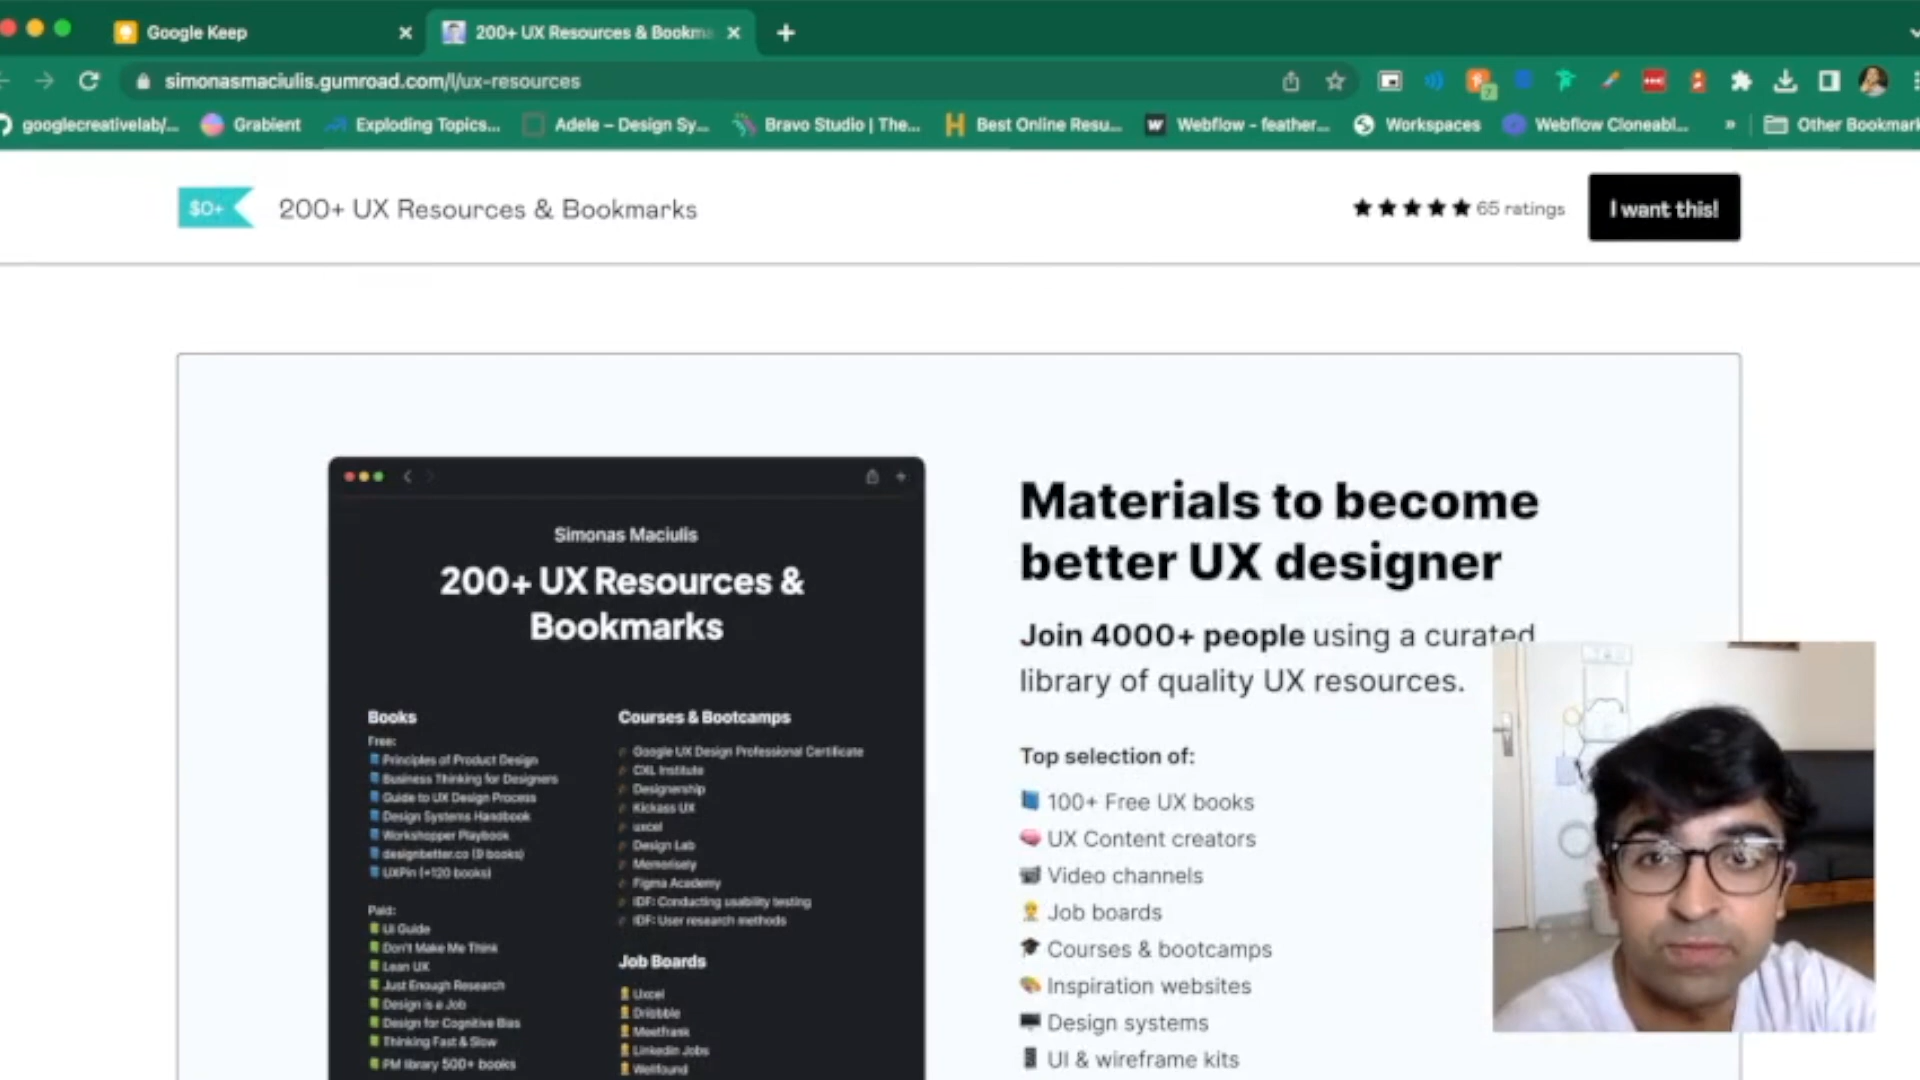 Google Keep
200+ UX Resources & Bookma
simonasmaciulis.gumroad.com/l/ux-resources
7
googlecreativelab/...
Grabient
Exploding Topics...
Adele – Design Sy...
Bravo Studio | The...
Best Online Resu...
Webflow - feather...
Workspaces
Webflow Cloneabl...
»
Other Bookmark
$0+
200+ UX Resources & Bookmarks
65 ratings
I want this!
Simonas Maciulis
200+ UX Resources &
Bookmarks
Books
Free:
Principles of Product Design
Business Thinking for Designers
Guide to UX Design Process
Design Systems Handbook
Workshopper Playbook
designbetter.co (9 books)
UXPin (+120 books)
Paid:
UI Guide
Don't Make Me Think
Lean UX
Just Enough Research
Design is a Job
Design for Cognitive Bias
Thinking Fast & Slow
PM library 500+ books
Courses & Bootcamps
Google UX Design Professional Certificate
CXL Institute
Designership
Kickass UX
uxcel
Design Lab
Memorisely
Figma Academy
IDF: Conducting usability testing
IDF: User research methods
Job Boards
Uxcel
Dribbble
Meetfrank
Linkedin Jobs
Wellfound
Materials to become
better UX designer
Join 4000+ people using a curated
library of quality UX resources.
Top selection of:
100+ Free UX books
UX Content creators
Video channels
Job boards
Courses & bootcamps
Inspiration websites
Design systems
UI & wireframe kits